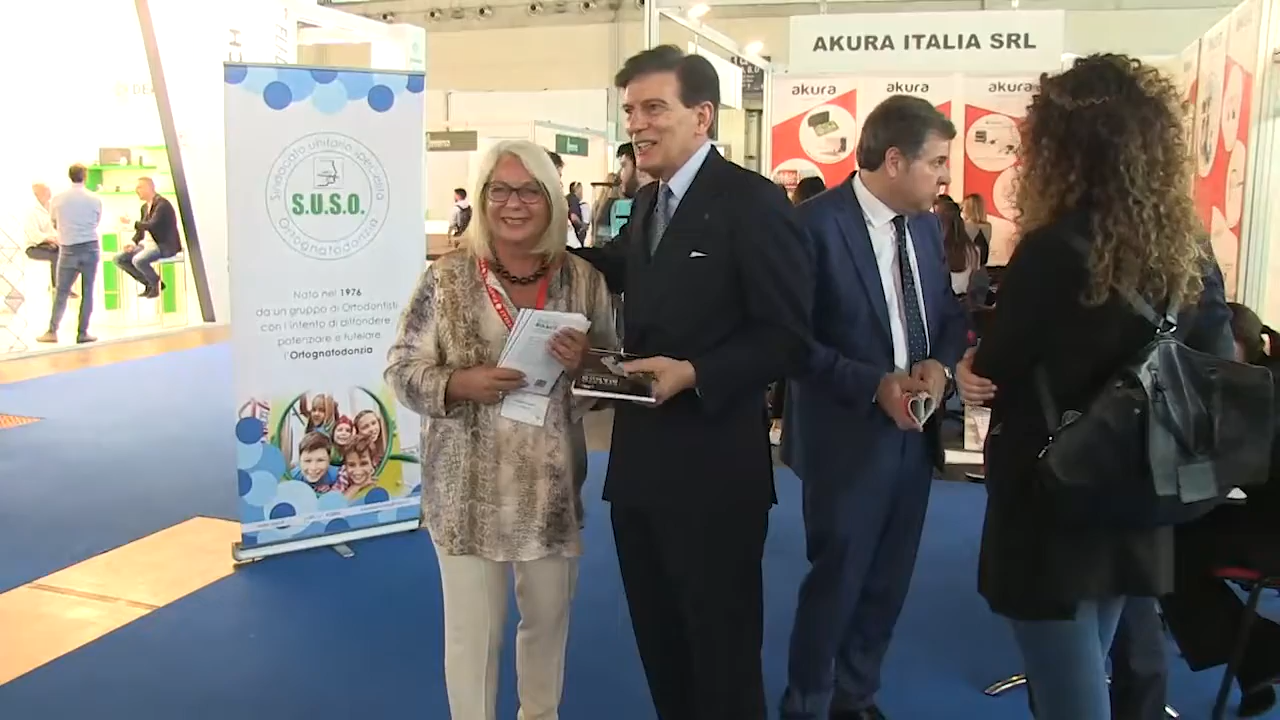 AKURA ITALIA SRL
akura
akura
akura
Sindacato unitario specialità
S.U.S.O.
Ortognatodonzia
Nato nel 1976
da un gruppo di Ortodontisti
con l'intento di diffondere
potenziare e tutelare
l'Ortognatodonzia